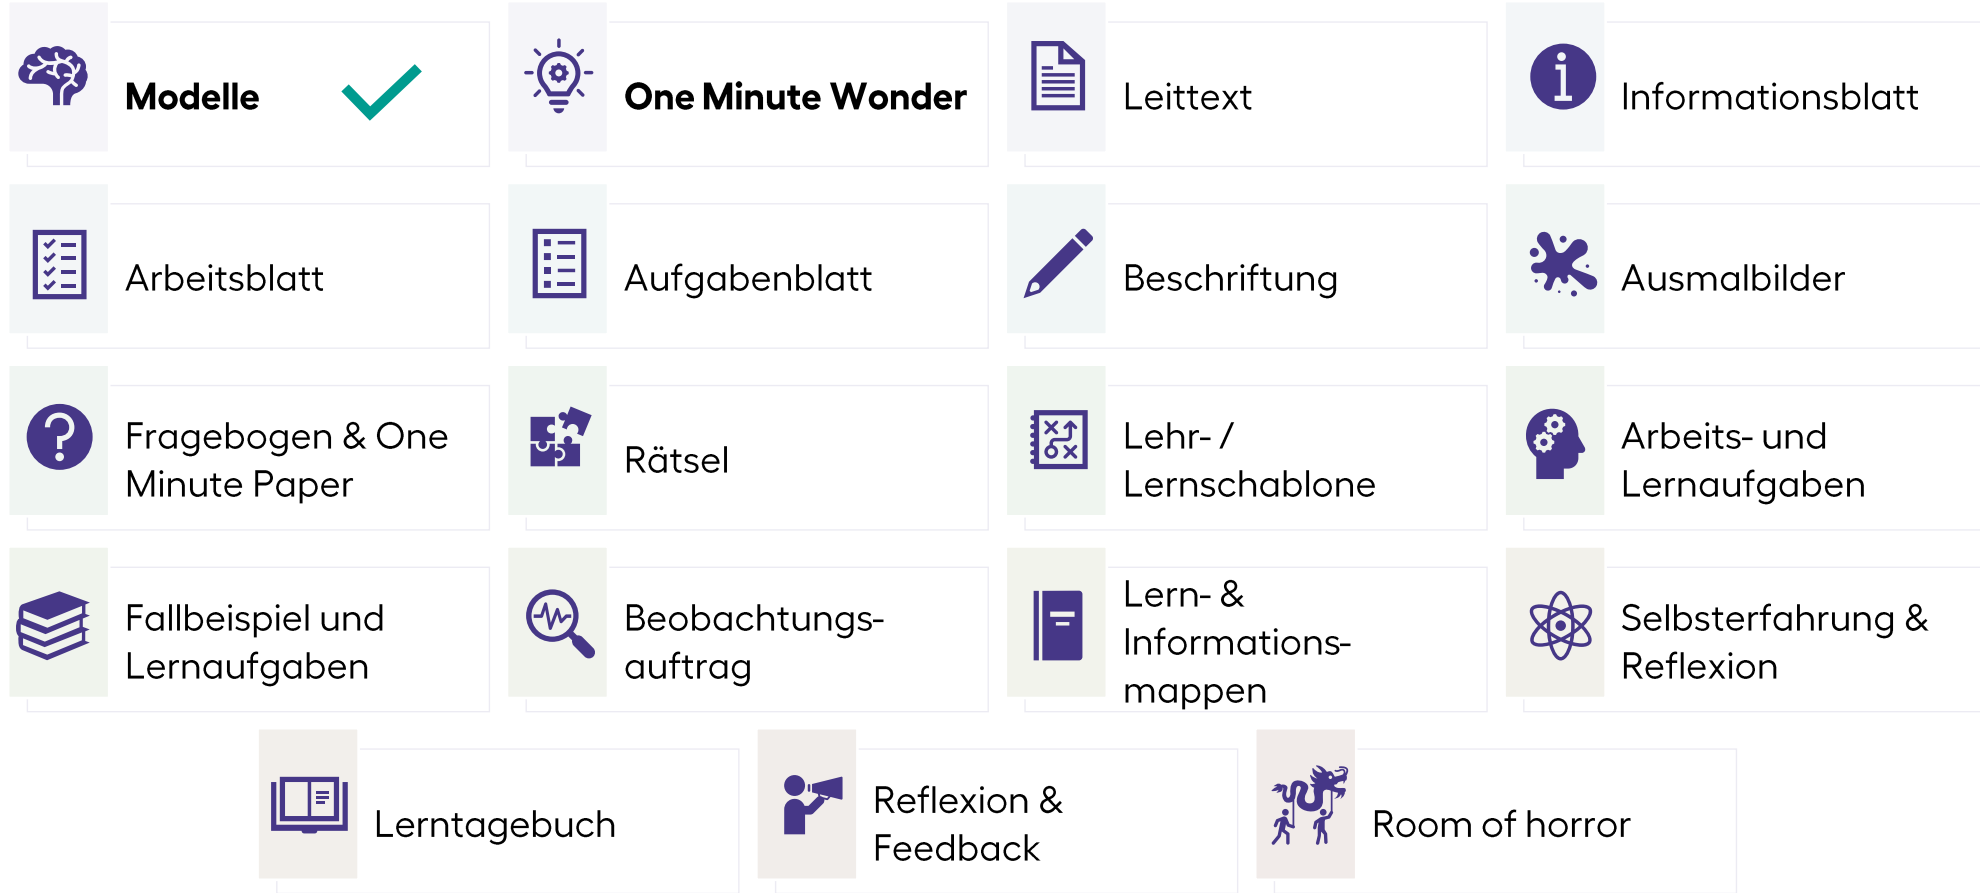 Modelle
One Minute Wonder
Leittext
Informationsblatt
Arbeitsblatt
Aufgabenblatt
Beschriftung
Ausmalbilder
Fragebogen & One
Minute Paper
Rätsel
Lehr- /
Lernschablone
Arbeits- und
Lernaufgaben
Fallbeispiel und
Lernaufgaben
Beobachtungs-
auftrag
Lern- &
Informations-
mappen
Selbsterfahrung &
Reflexion
Lerntagebuch
Reflexion &
Feedback
Room of horror